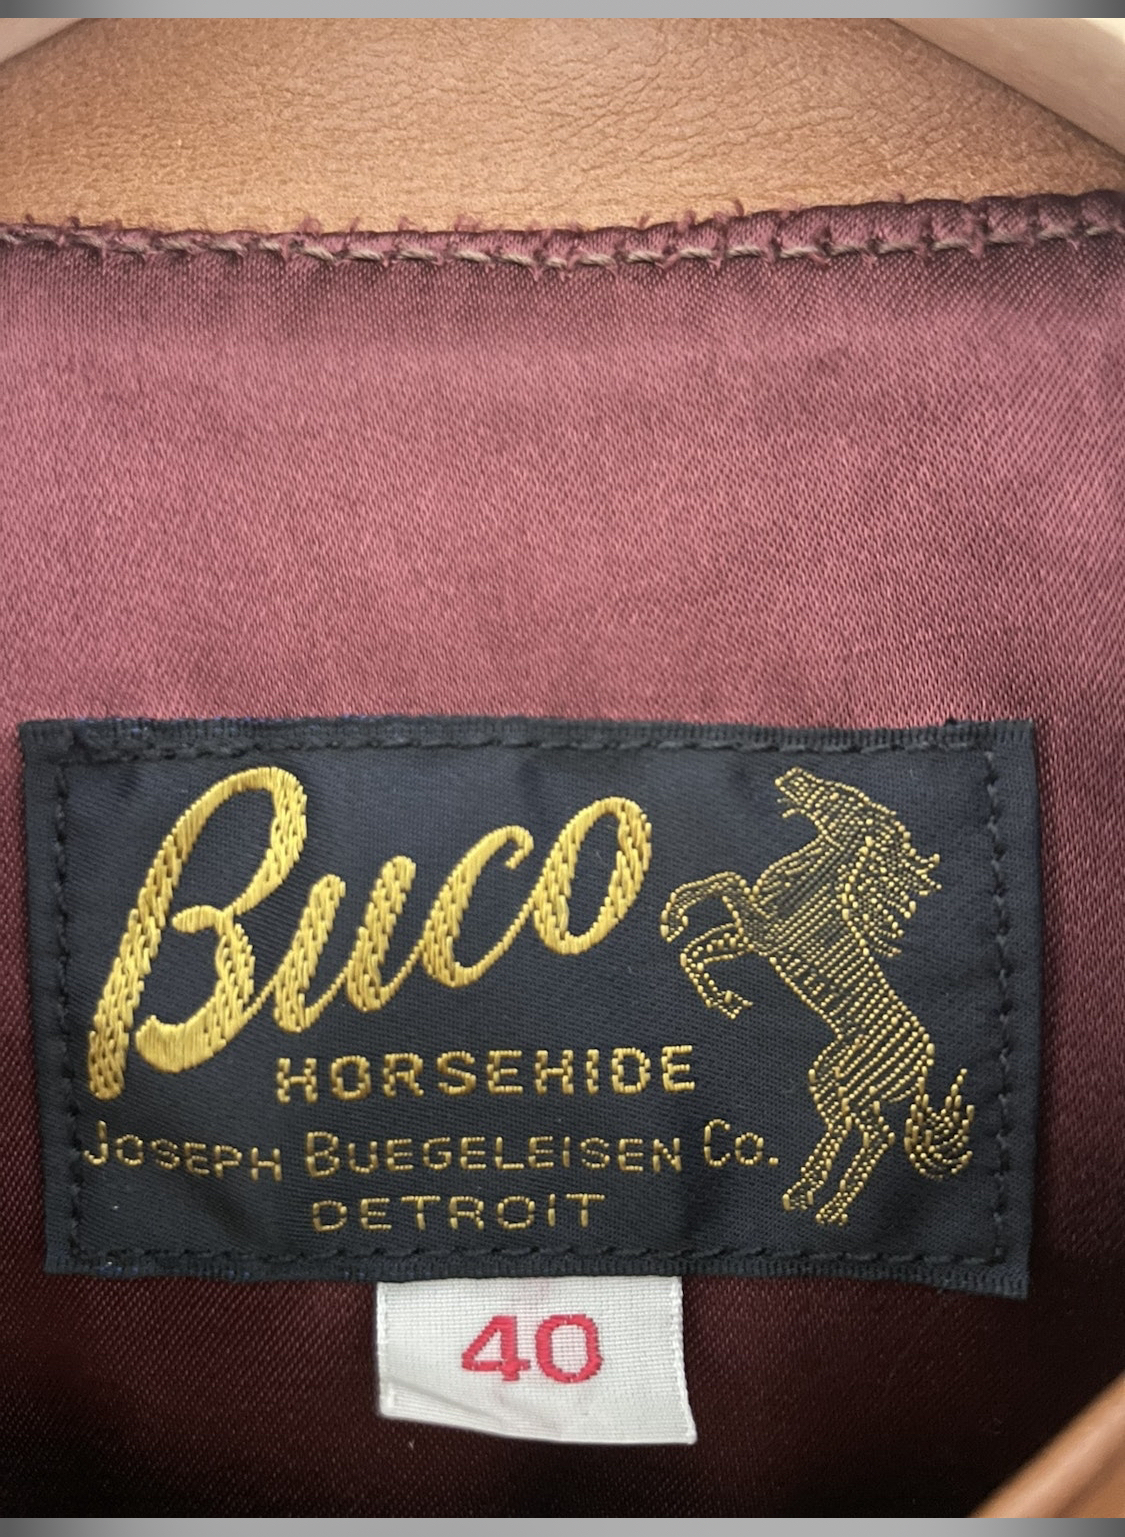 Buco
HORSEHIDE
JOSEPH BUEGELEISEN CO.
DETROIT
40